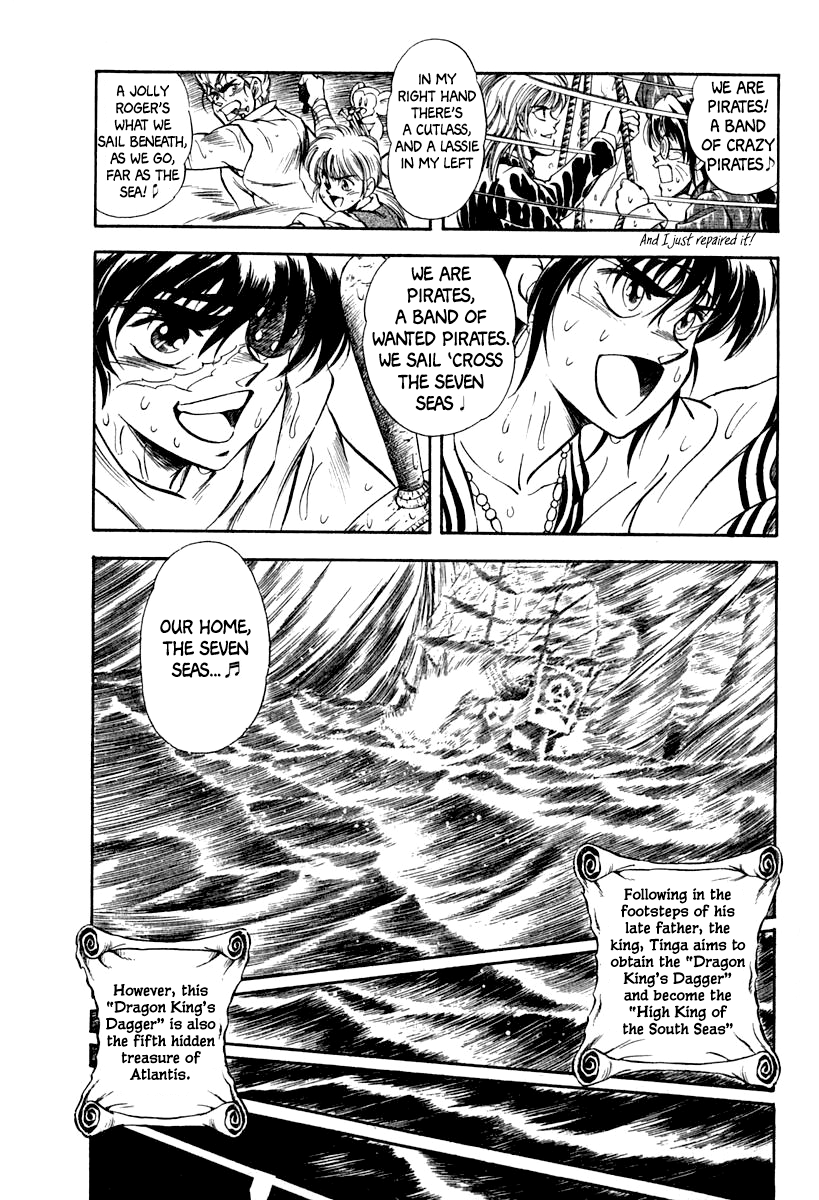 WE ARE
PIRATES!
A BAND
OF CRAZY
PIRATES♪
IN MY
RIGHT HAND
THERE'S
A CUTLASS,
AND A LASSIE
IN MY LEFT
A JOLLY
ROGER'S
WHAT WE
SAIL BENEATH,
AS WE GO,
FAR AS THE
SEA!♪
And I just repaired it!
WE ARE
PIRATES,
A BAND OF
WANTED PIRATES.
WE SAIL 'CROSS
THE SEVEN
SEAS ♩
OUR HOME,
THE SEVEN
SEAS... ♬
Following in the
footsteps of his
late father, the
king, Tinga aims to
obtain the "Dragon
King's Dagger"
and become the
"High King of
the South Seas"
However, this
"Dragon King's
Dagger" is also
the fifth hidden
treasure of
Atlantis.